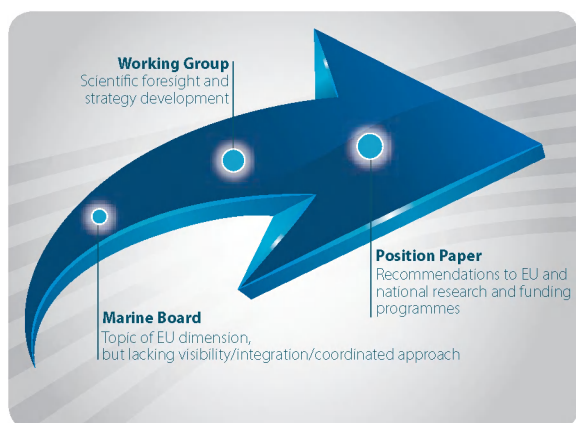 Working Group
Scientific foresight and
strategy development
Position Paper
Recommendations to EU and
national research and funding
programmes
Marine Board
Topic of EU dimension,
but lacking visibility/integration/coordinated approach